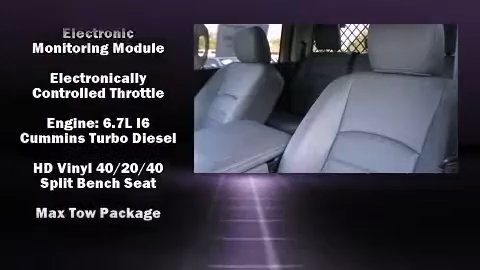 Electronic
Monitoring Module
Electronically
Controlled Throttle
Engine: 6.7L I6
Cummins Turbo Diesel
HD Vinyl 40/20/40
Split Bench Seat
Max Tow Package